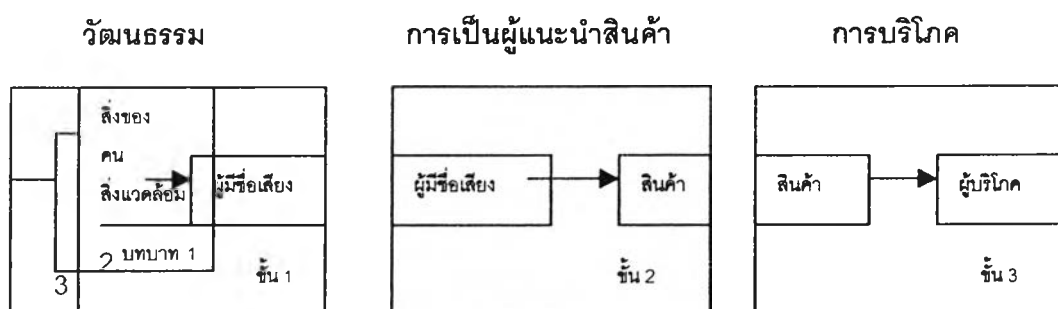 วัฒนธรรม
การเป็นผู้แนะนำสินค้า
การบริโภค
สิ่งของ
คน
สิ่งแวดล้อม
ผู้มีชื่อเสียง
2 บทบาท 1
3
ขั้น 1
ผู้มีชื่อเสียง
สินค้า
ขั้น 2
สินค้า
ผู้บริโภค
ขั้น 3